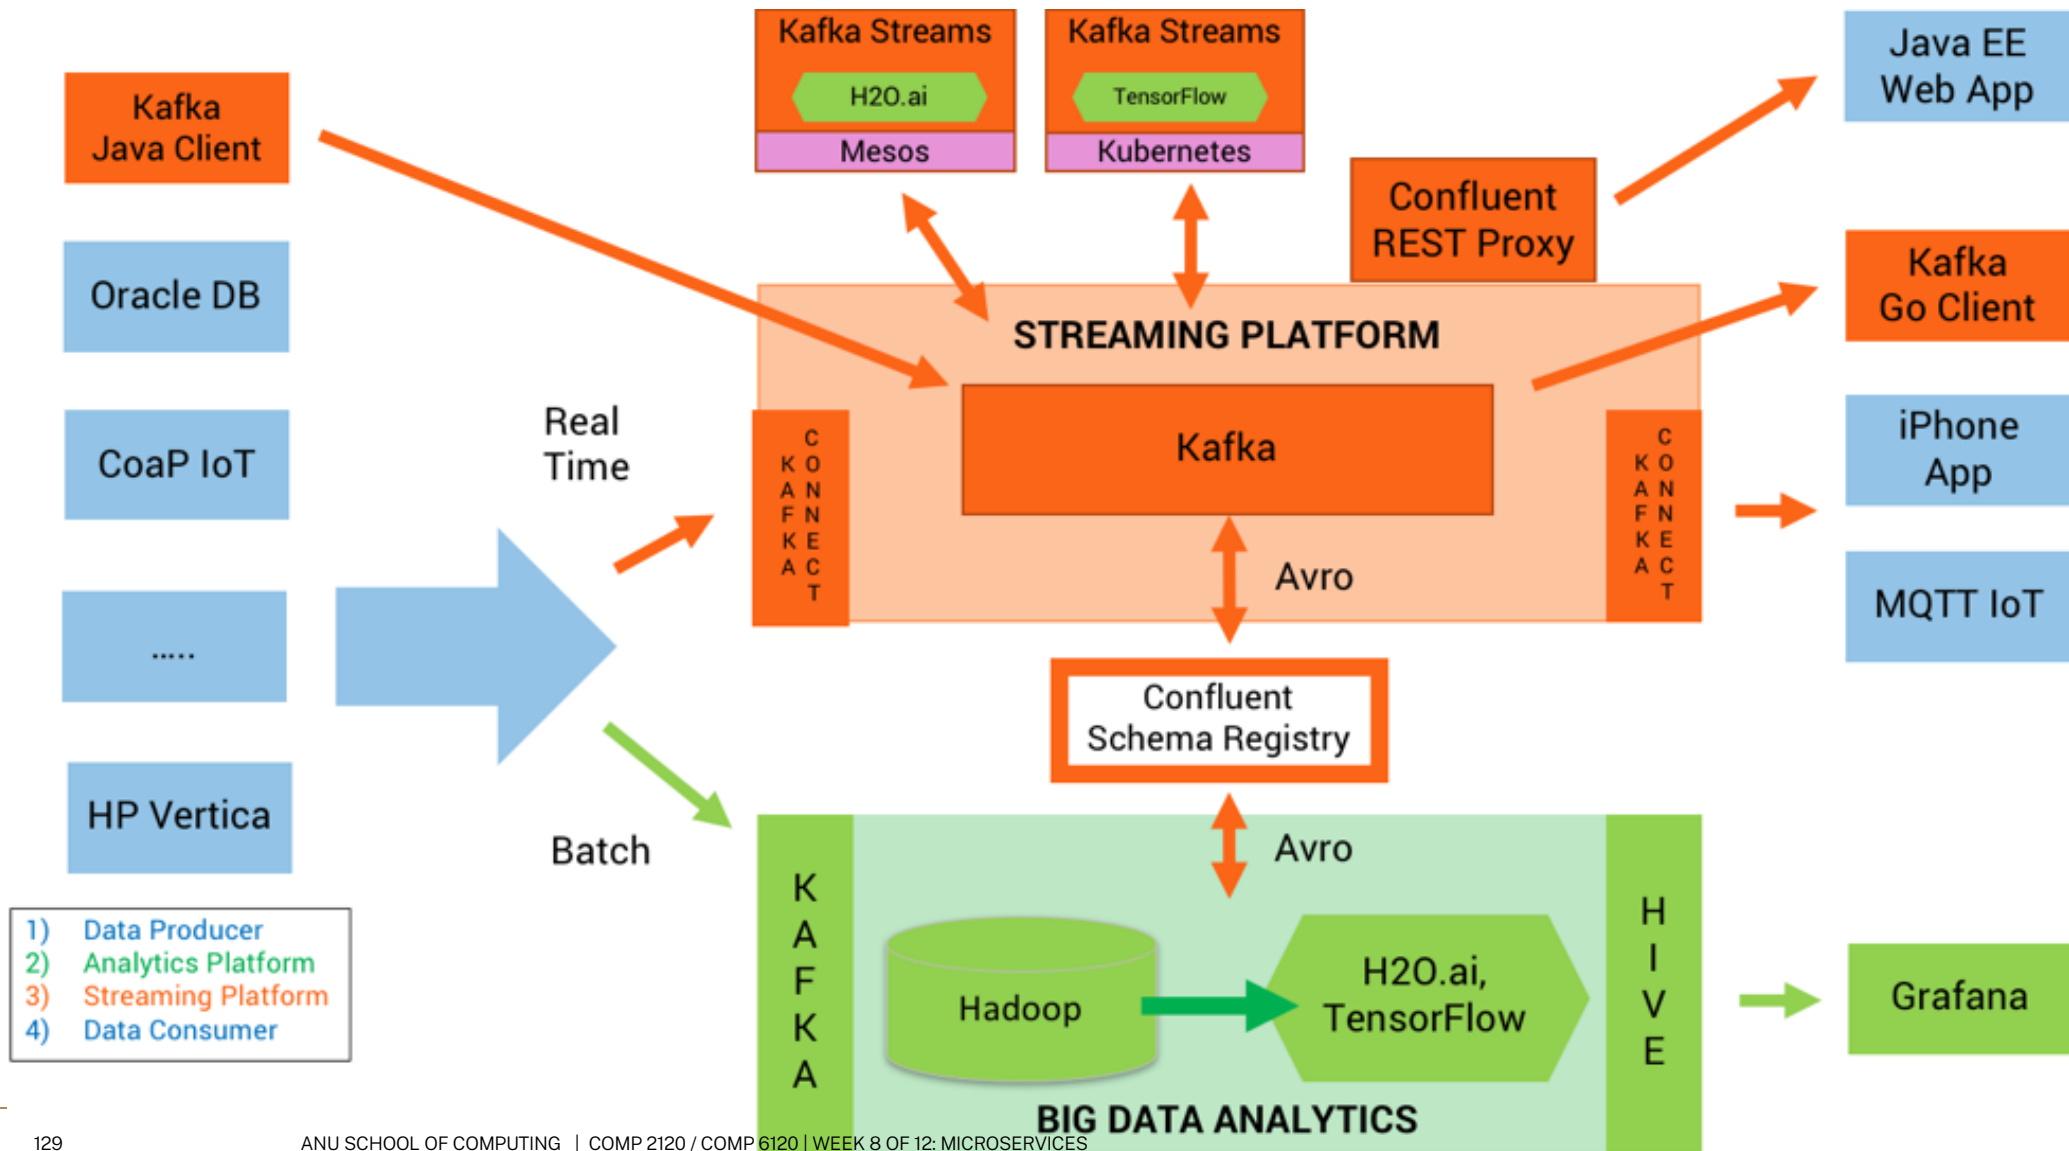 Kafka
Java Client
Oracle DB
CoaP IoT
.....
HP Vertica
1) Data Producer
2) Analytics Platform
3) Streaming Platform
4) Data Consumer
Real
Time
Batch
Kafka Streams
H2O.ai
Mesos
Kafka Streams
TensorFlow
Kubernetes
Confluent
REST Proxy
STREAMING PLATFORM
KAFKA
CONNECT
Kafka
KAFKA
CONNECT
Avro
Confluent
Schema Registry
Avro
KAFKA
Hadoop
H2O.ai,
TensorFlow
HIVE
BIG DATA ANALYTICS
Java EE
Web App
Kafka
Go Client
iPhone
App
MQTT IoT
Grafana
129
ANU SCHOOL OF COMPUTING | COMP 2120 / COMP 6120 | WEEK 8 OF 12: MICROSERVICES